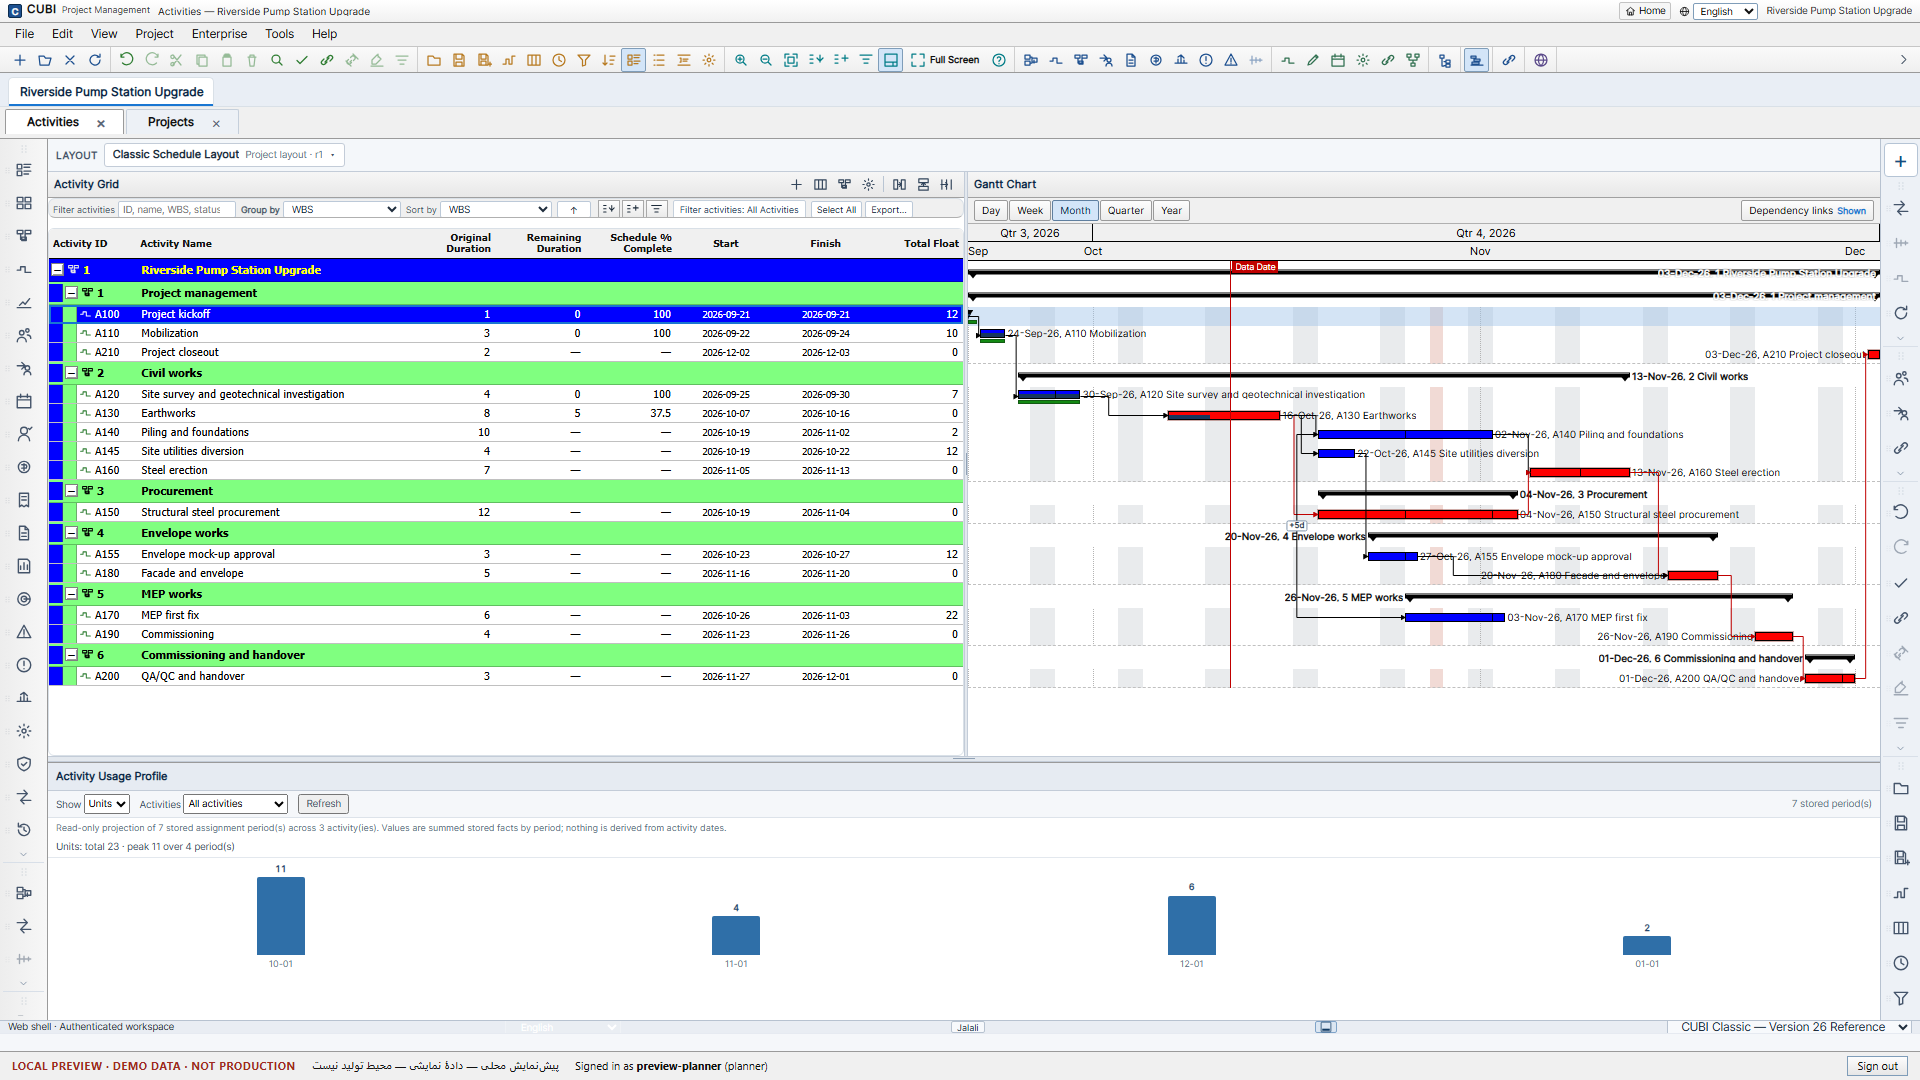 CUBI Project Management Activities — Riverside Pump Station Upgrade
Home English Riverside Pump Station Upgrade
File Edit View Project Enterprise Tools Help
Full Screen
Riverside Pump Station Upgrade
Activities Projects
LAYOUT Classic Schedule Layout Project layout · r1
Activity Grid
Filter activities ID, name, WBS, status Group by WBS Sort by WBS Filter activities: All Activities Select All Export...
Activity ID Activity Name Original Duration Remaining Duration Schedule % Complete Start Finish Total Float
1 Riverside Pump Station Upgrade
1 Project management
A100 Project kickoff 1 0 100 2026-09-21 2026-09-21 12
A110 Mobilization 3 0 100 2026-09-22 2026-09-24 10
A210 Project closeout 2 — — 2026-12-02 2026-12-03 0
2 Civil works
A120 Site survey and geotechnical investigation 4 0 100 2026-09-25 2026-09-30 7
A130 Earthworks 8 5 37.5 2026-10-07 2026-10-16 0
A140 Piling and foundations 10 — — 2026-10-19 2026-11-02 2
A145 Site utilities diversion 4 — — 2026-10-19 2026-10-22 12
A160 Steel erection 7 — — 2026-11-05 2026-11-13 0
3 Procurement
A150 Structural steel procurement 12 — — 2026-10-19 2026-11-04 0
4 Envelope works
A155 Envelope mock-up approval 3 — — 2026-10-23 2026-10-27 12
A180 Facade and envelope 5 — — 2026-11-16 2026-11-20 0
5 MEP works
A170 MEP first fix 6 — — 2026-10-26 2026-11-03 22
A190 Commissioning 4 — — 2026-11-23 2026-11-26 0
6 Commissioning and handover
A200 QA/QC and handover 3 — — 2026-11-27 2026-12-01 0
Gantt Chart
Day Week Month Quarter Year Dependency links Shown
Qtr 3, 2026 Qtr 4, 2026
Sep Oct Nov Dec
Data Date
03-Dec-26, 1 Riverside Pump Station Upgrade
03-Dec-26, 1 Project management
24-Sep-26, A110 Mobilization
03-Dec-26, A210 Project closeout
13-Nov-26, 2 Civil works
30-Sep-26, A120 Site survey and geotechnical investigation
16-Oct-26, A130 Earthworks
02-Nov-26, A140 Piling and foundations
22-Oct-26, A145 Site utilities diversion
13-Nov-26, A160 Steel erection
04-Nov-26, 3 Procurement
04-Nov-26, A150 Structural steel procurement
+5d
20-Nov-26, 4 Envelope works
27-Oct-26, A155 Envelope mock-up approval
20-Nov-26, A180 Facade and envelope
26-Nov-26, 5 MEP works
03-Nov-26, A170 MEP first fix
26-Nov-26, A190 Commissioning
01-Dec-26, 6 Commissioning and handover
01-Dec-26, A200 QA/QC and handover
Activity Usage Profile
Show Units Activities All activities Refresh 7 stored period(s)
Read-only projection of 7 stored assignment period(s) across 3 activity(ies). Values are summed stored facts by period; nothing is derived from activity dates.
Units: total 23 · peak 11 over 4 period(s)
11 4 6 2
10-01 11-01 12-01 01-01
Web shell · Authenticated workspace English Jalali CUBI Classic — Version 26 Reference
LOCAL PREVIEW · DEMO DATA · NOT PRODUCTION پیش‌نمایش محلی — دادهٔ نمایشی — محیط تولید نیست Signed in as preview-planner (planner) Sign out